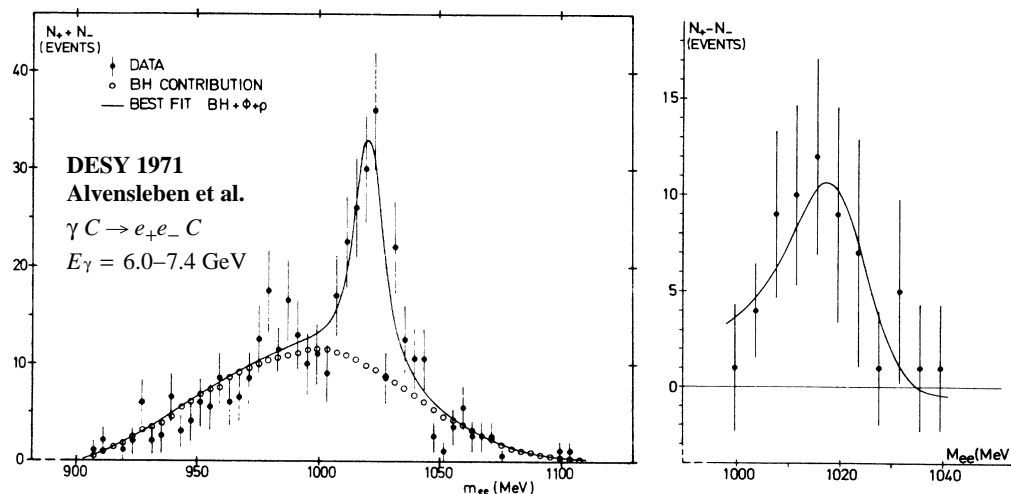 N₊ + N₋
(EVENTS)
40
30
20
10
0
DATA
BH CONTRIBUTION
BEST FIT BH + Φ + ρ
DESY 1971
Alvensleben et al.
γ C → e₊e₋ C
Eγ = 6.0–7.4 GeV
900
950
1000
1050
1100
m ee (MeV)
N₊–N₋
(EVENTS)
15
10
5
0
1000
1020
1040
Mee (MeV